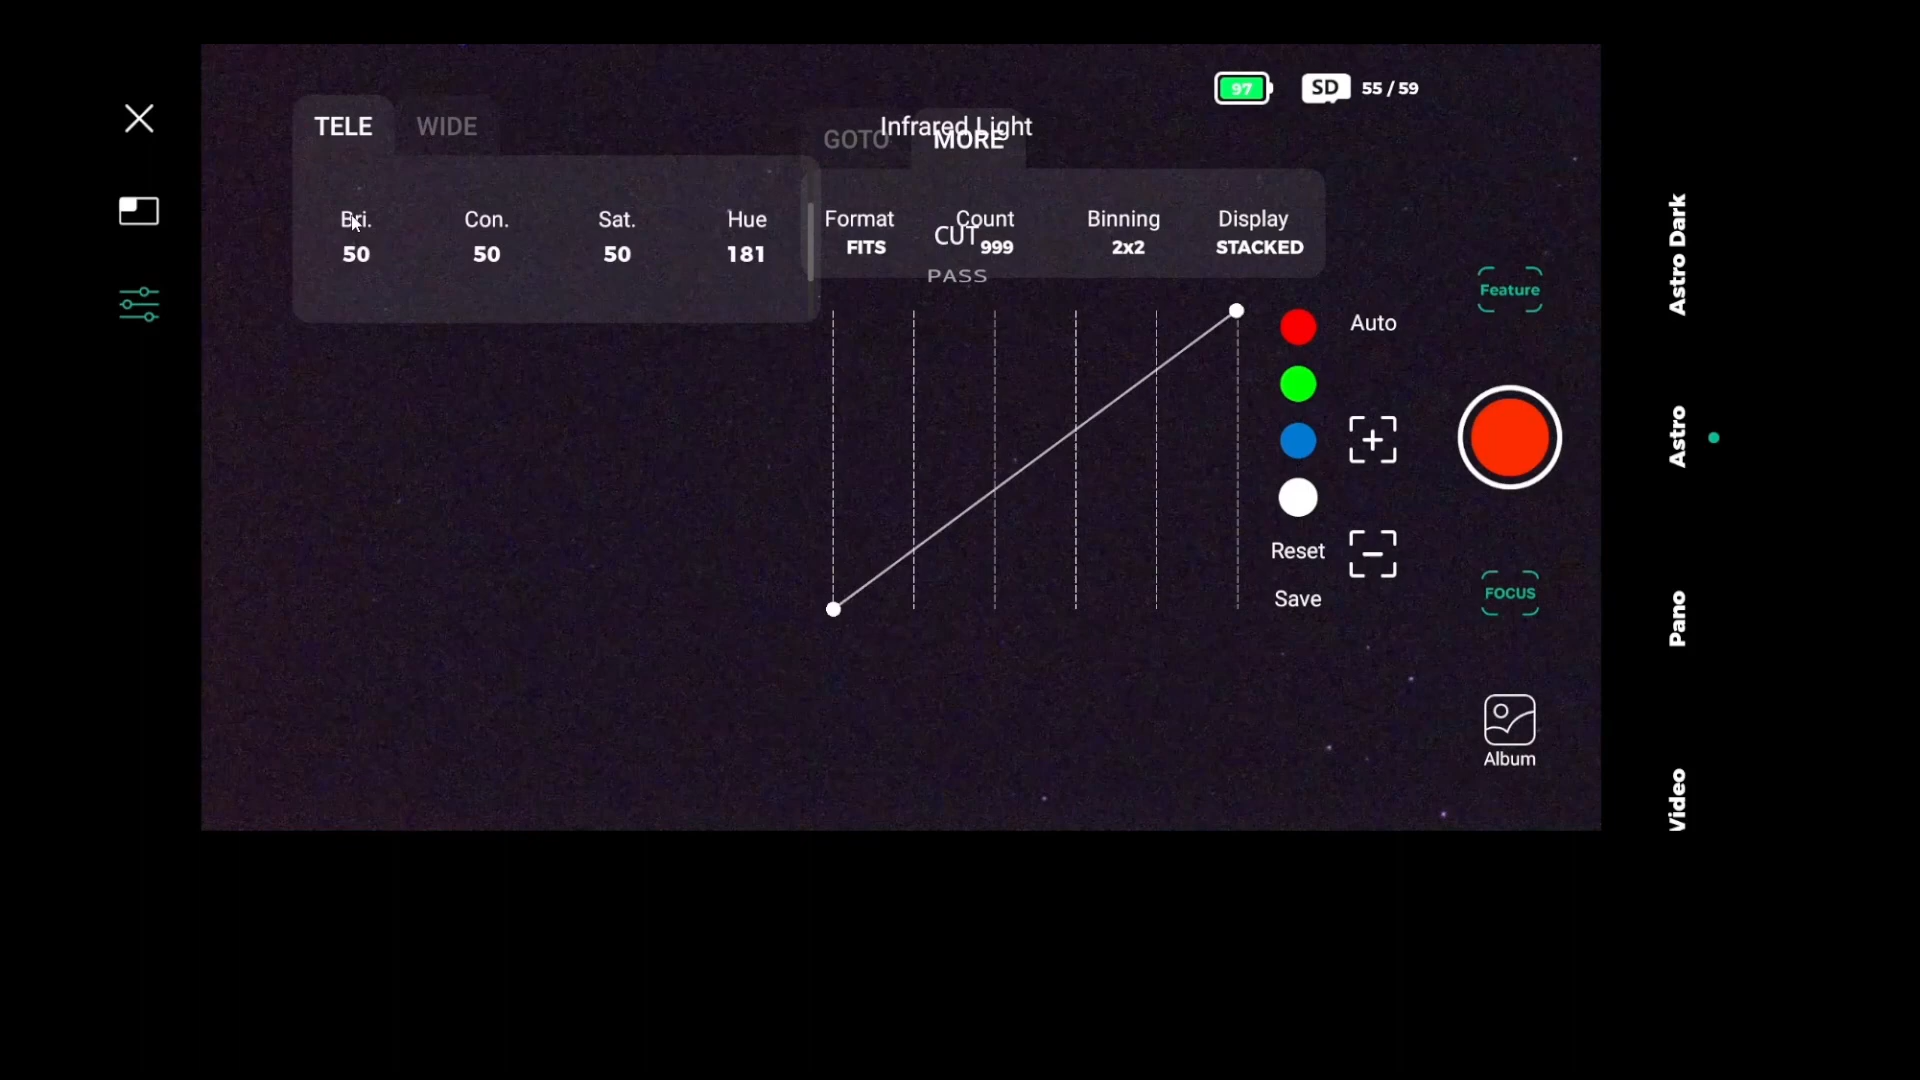 97
SD 55 / 59
TELE WIDE
Infrared Light
GOTO MORE
Bri. Con. Sat. Hue
50 50 50 181
Format Count Binning Display
FITS 999 2x2 STACKED
CUT
PASS
Auto
Reset
Save
Feature
FOCUS
Album
Astro Dark
Astro
Pano
Video